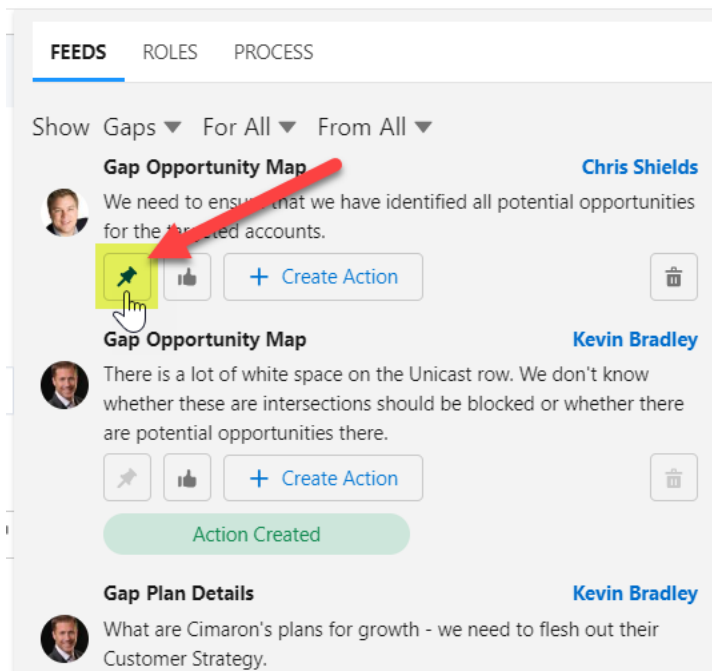 FEEDS ROLES PROCESS
Show Gaps For All From All
Gap Opportunity Map Chris Shields
We need to ensure that we have identified all potential opportunities
for the targeted accounts.
+ Create Action
Gap Opportunity Map Kevin Bradley
There is a lot of white space on the Unicast row. We don't know
whether these are intersections should be blocked or whether there
are potential opportunities there.
+ Create Action
Action Created
Gap Plan Details Kevin Bradley
What are Cimaron's plans for growth - we need to flesh out their
Customer Strategy.